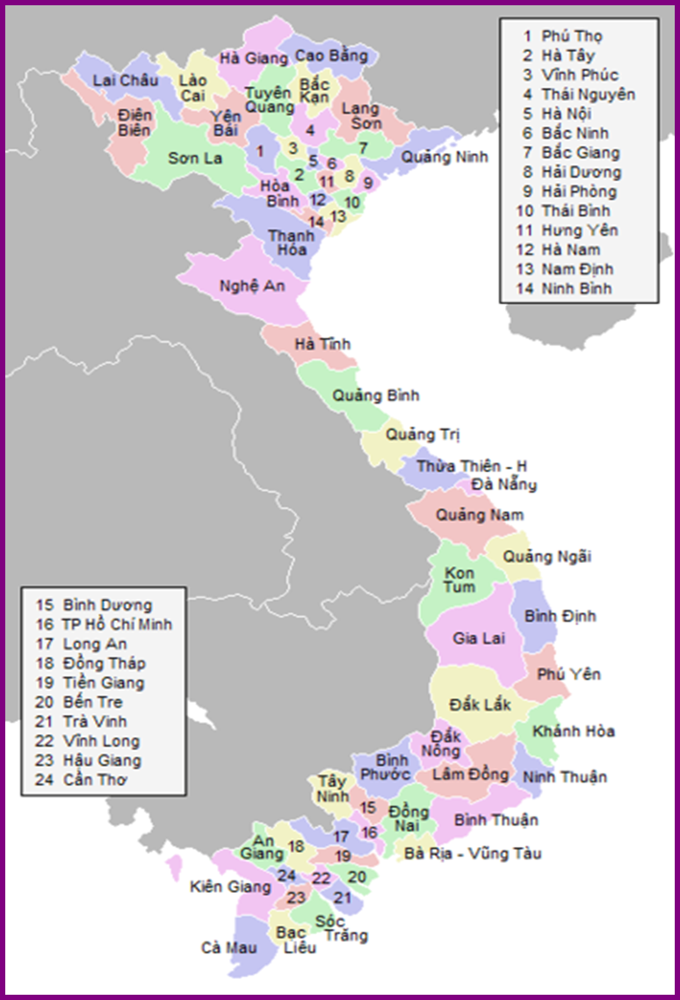 1 Phú Thọ
2 Hà Tây
3 Vĩnh Phúc
4 Thái Nguyên
5 Hà Nội
6 Bắc Ninh
7 Bắc Giang
8 Hải Dương
9 Hải Phòng
10 Thái Bình
11 Hưng Yên
12 Hà Nam
13 Nam Định
14 Ninh Bình
Hà Giang
Cao Bằng
Lai Châu
Lào
Cai
Tuyên
Quang
Bắc
Kạn
Lạng
Sơn
Điện
Biên
Yên
Bái
4
Sơn La
1
3
7
Quảng Ninh
5
6
2
8
11
9
Hòa
Bình
12
10
14
13
Thanh
Hóa
Nghệ An
Hà Tĩnh
Quảng Bình
Quảng Trị
Thừa Thiên - H
Đà Nẵng
Quảng Nam
Quảng Ngãi
Kon
Tum
Bình Định
Gia Lai
Phú Yên
Đắk Lắk
Khánh Hòa
Đắk
Nông
Bình
Phước
Lâm Đồng
Ninh Thuận
Tây
Ninh
15
Đồng
Nai
Bình Thuận
16
17
An
Giang
18
19
Bà Rịa - Vũng Tàu
24
22
20
Kiên Giang
23
21
Sóc
Trăng
Bạc
Liêu
Cà Mau
15 Bình Dương
16 TP Hồ Chí Minh
17 Long An
18 Đồng Tháp
19 Tiền Giang
20 Bến Tre
21 Trà Vinh
22 Vĩnh Long
23 Hậu Giang
24 Cần Thơ